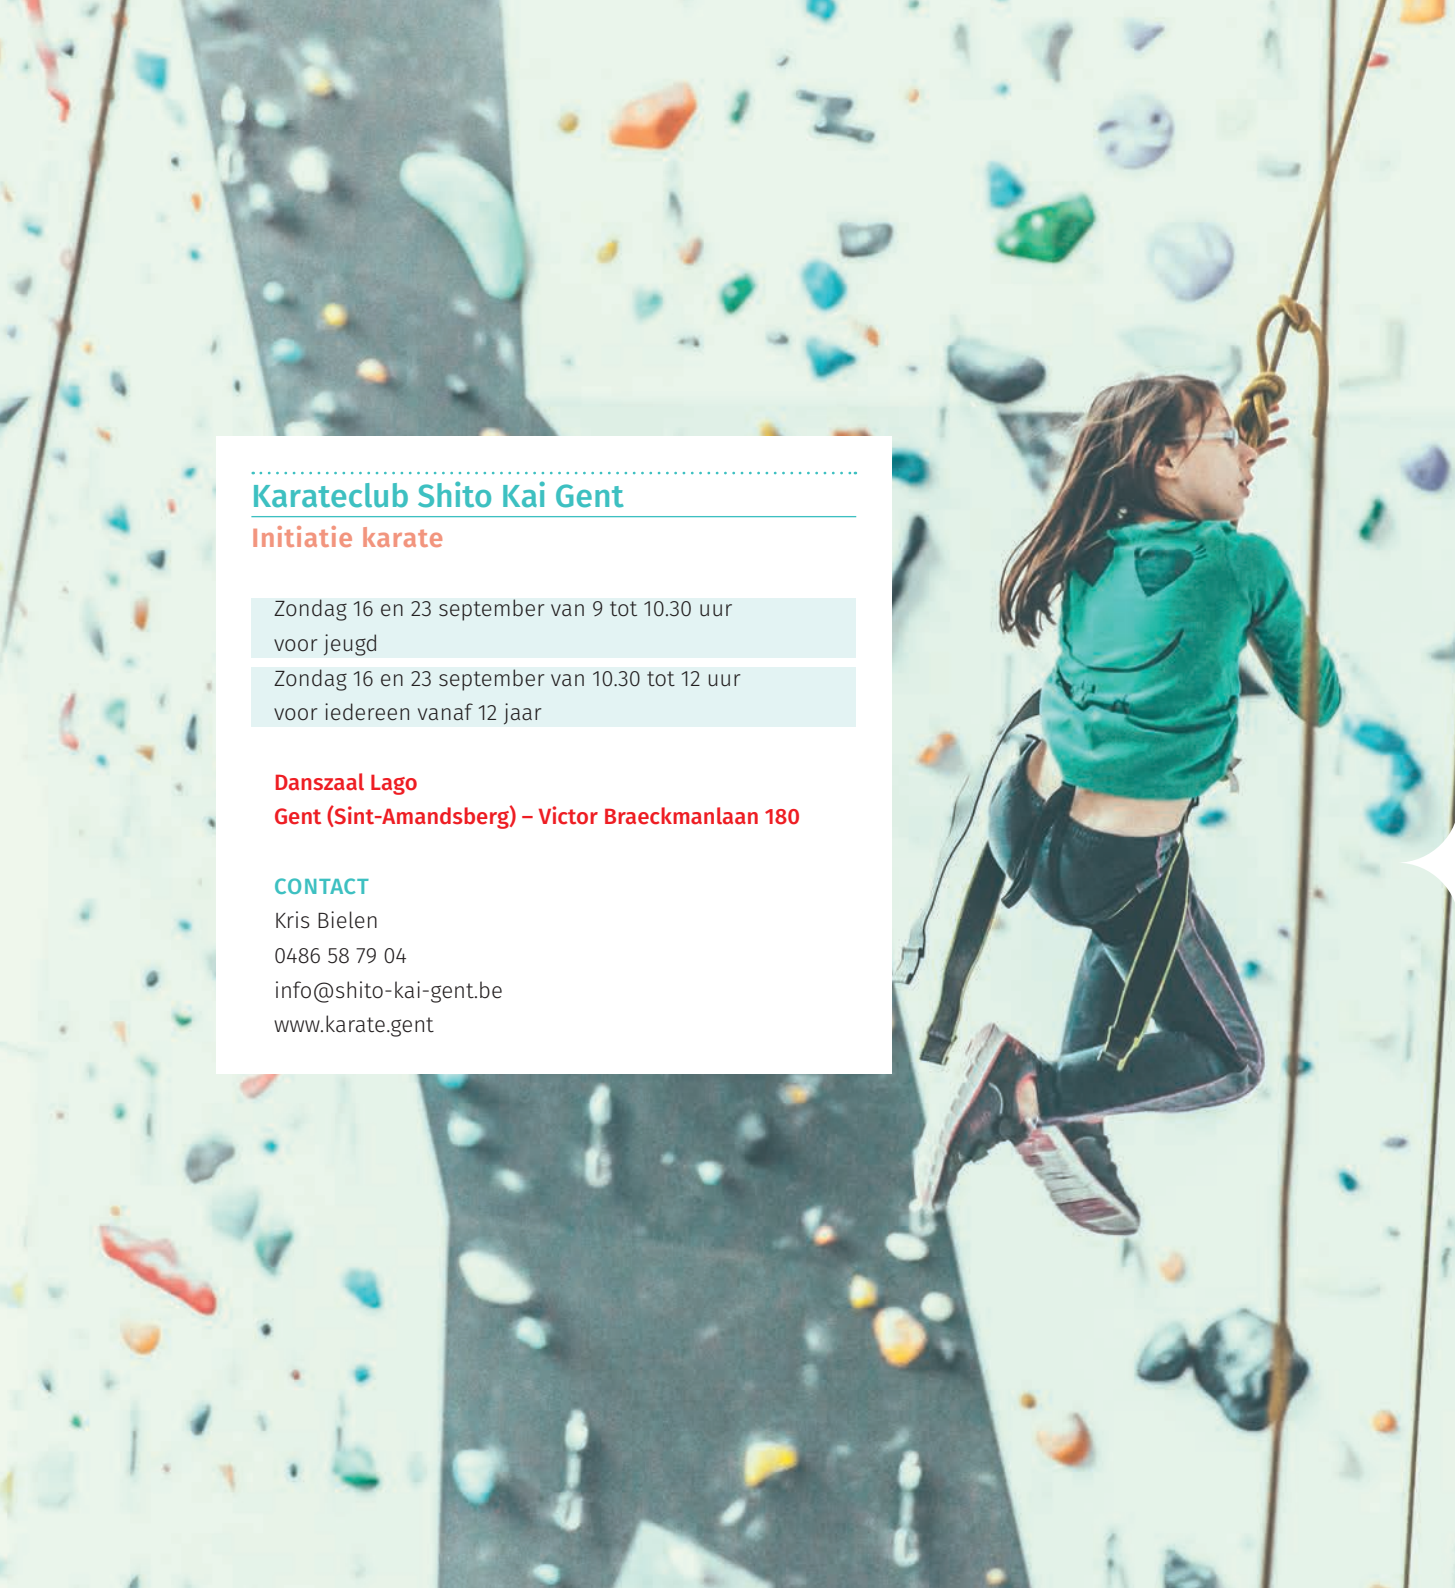 Karateclub Shito Kai Gent
Initiatie karate
Zondag 16 en 23 september van 9 tot 10.30 uur
voor jeugd
Zondag 16 en 23 september van 10.30 tot 12 uur
voor iedereen vanaf 12 jaar
Danszaal Lago
Gent (Sint-Amandsberg) – Victor Braeckmanlaan 180
CONTACT
Kris Bielen
0486 58 79 04
info@shito-kai-gent.be
www.karate.gent